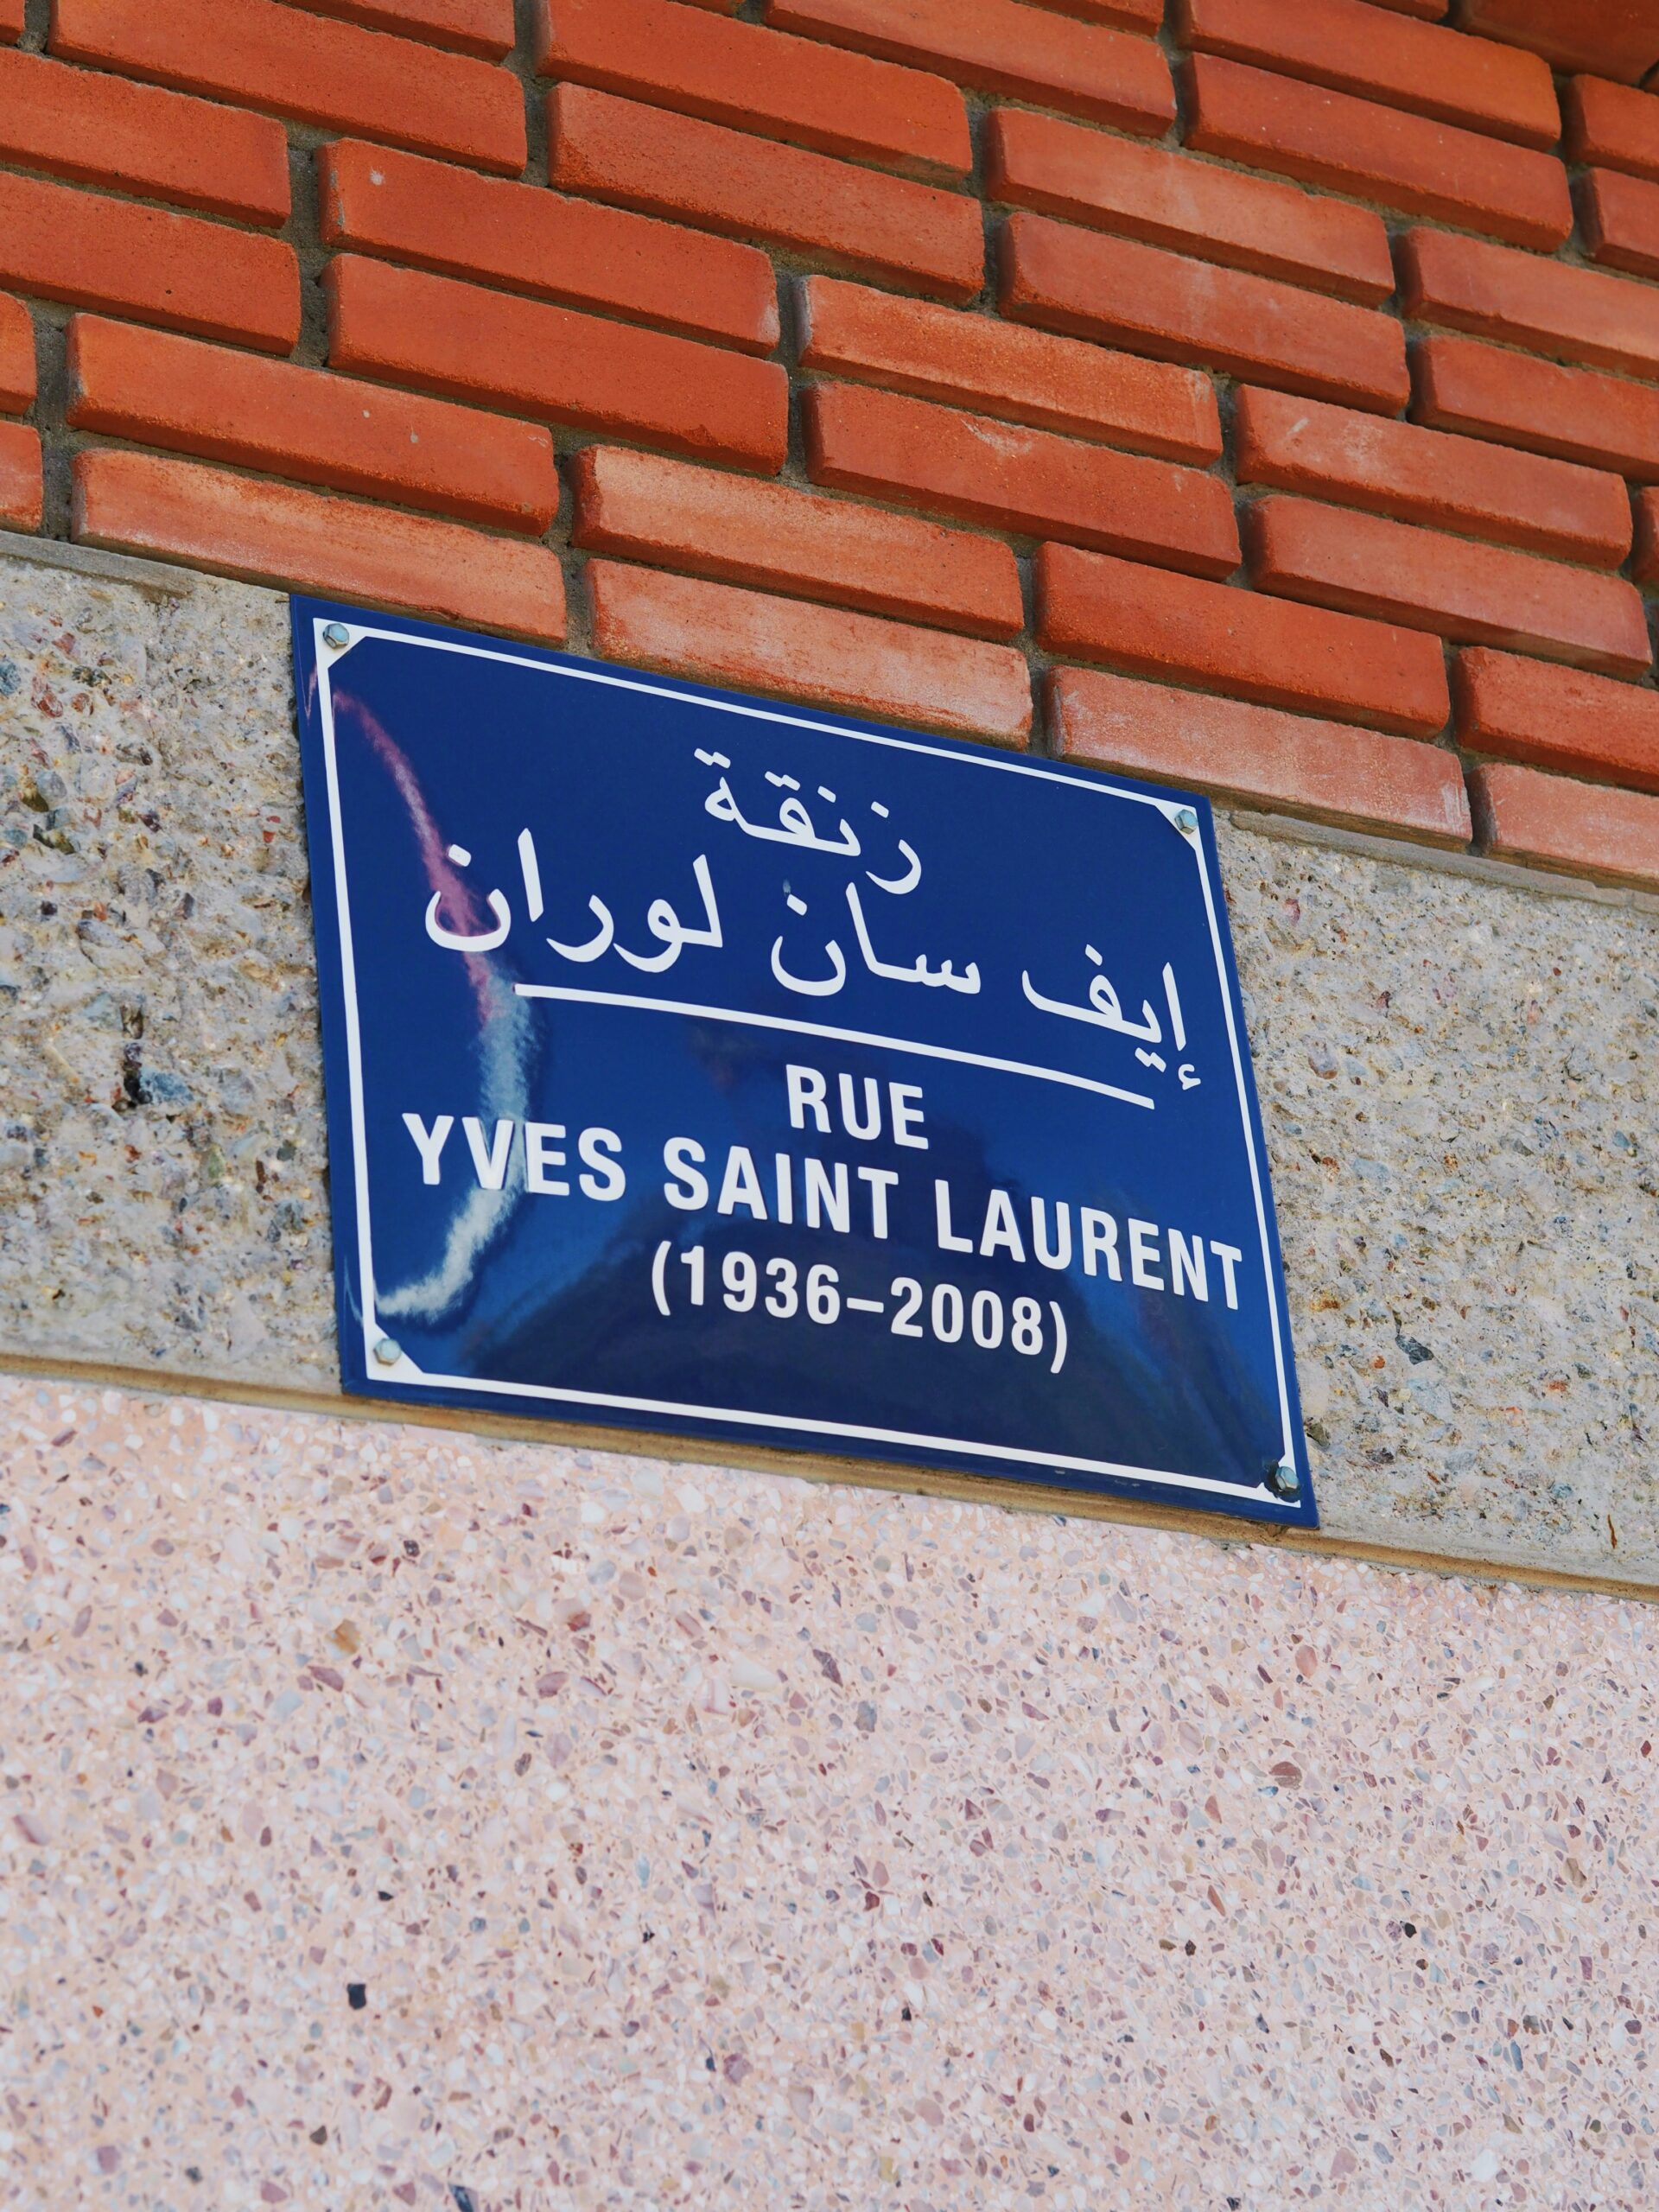 زنقة
إيف سان لوران
RUE
YVES SAINT LAURENT
(1936–2008)